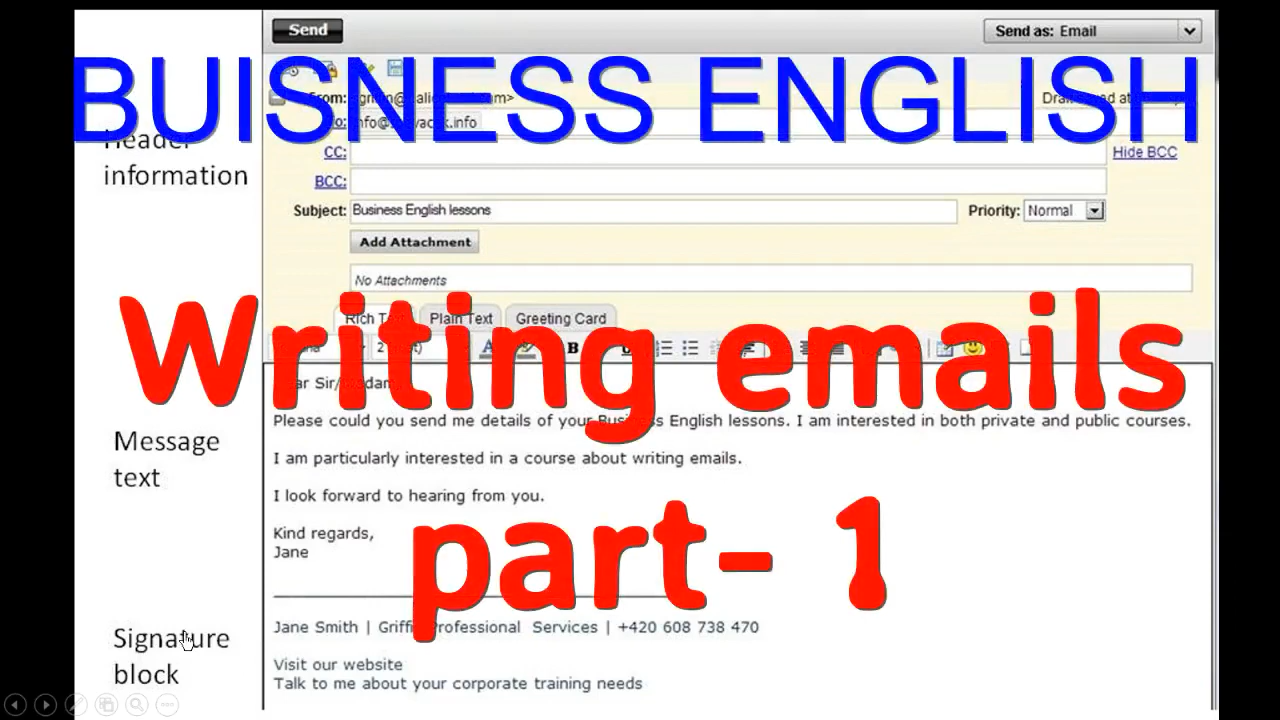 Send
Send as: Email
BUISNESS ENGLISH
From:
Header
information
CC:
Hide BCC
BCC:
Subject: Business English lessons
Priority: Normal
Add Attachment
No Attachments
Plain Text
Greeting Card
Writing emails
B
Please could you send me details of your Business English lessons. I am interested in both private and public courses.
Message
text
I am particularly interested in a course about writing emails.
I look forward to hearing from you.
Kind regards,
Jane
part- 1
Signature
block
Jane Smith | Professional Services | +420 608 738 470
Visit our website
Talk to me about your corporate training needs